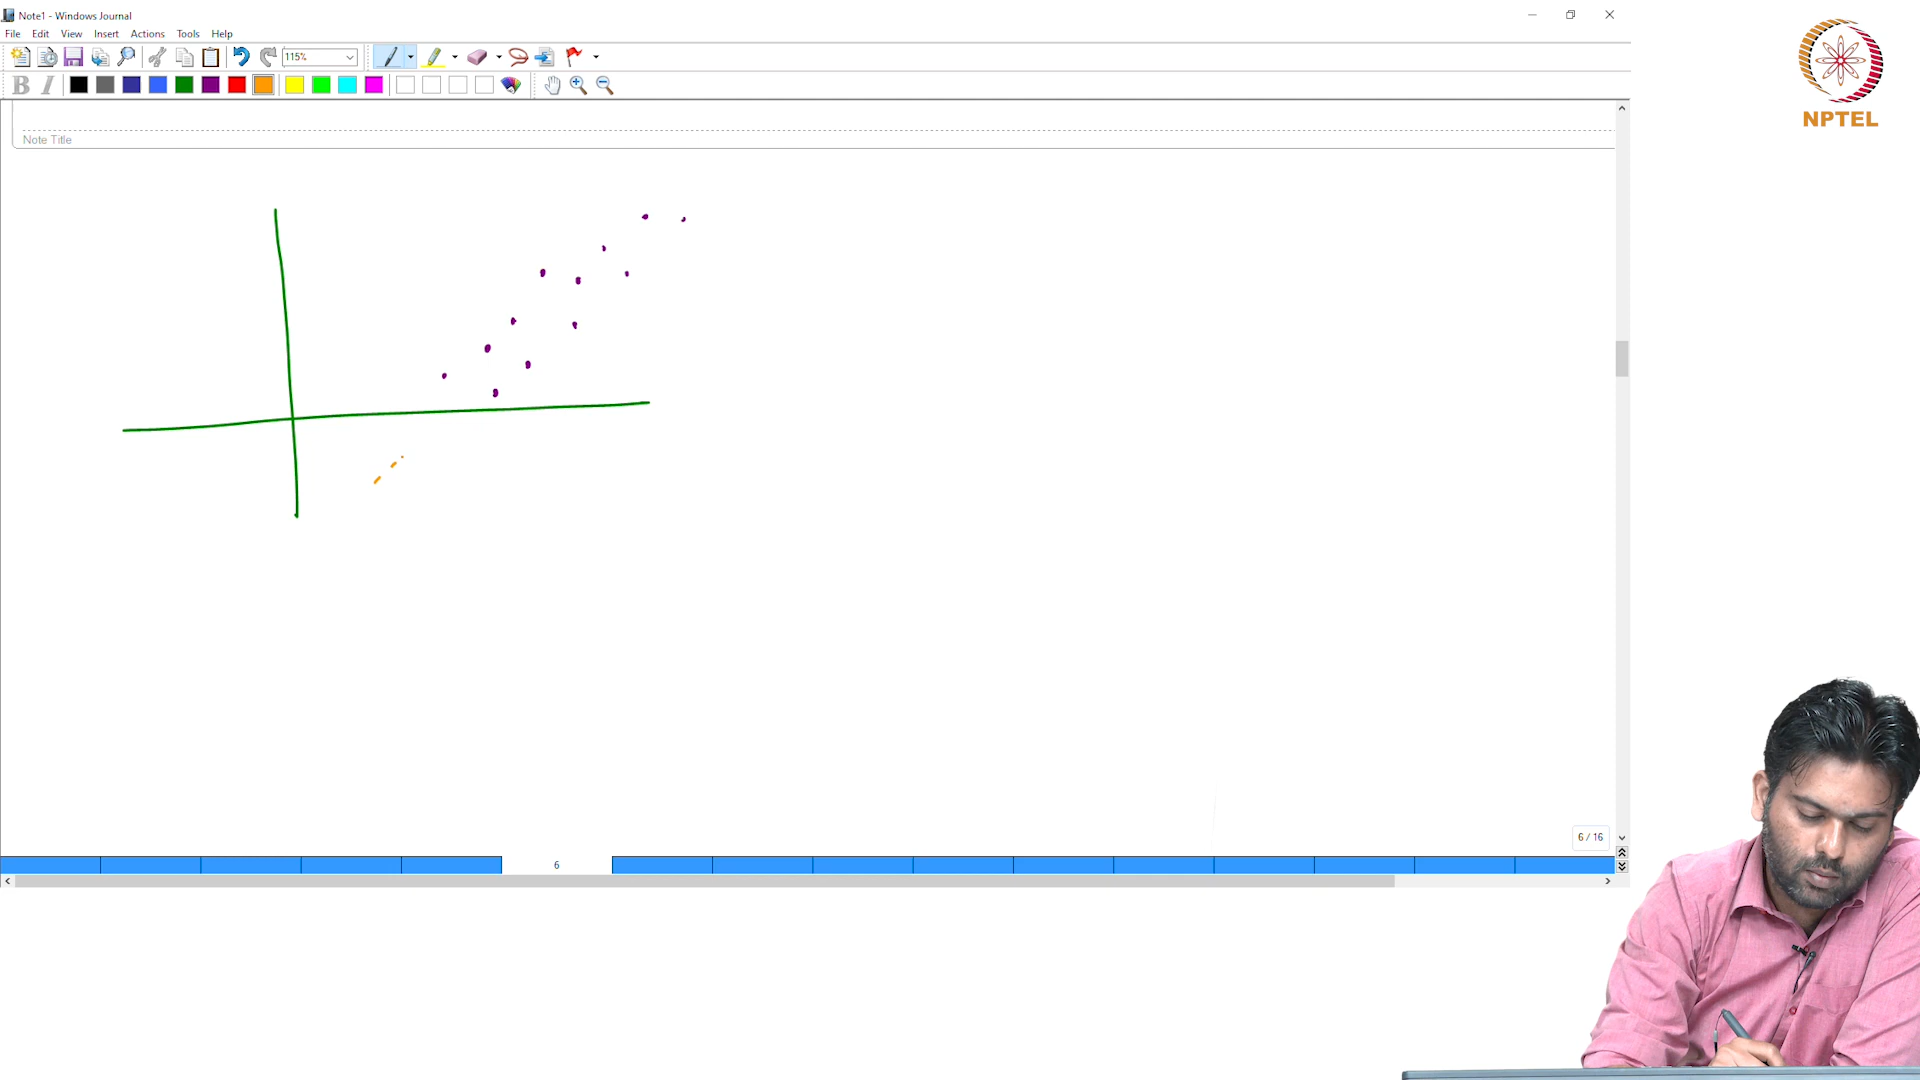 Note1 - Windows Journal
File Edit View Insert Actions Tools Help
115%
B I
Note Title
6 / 16
6
NPTEL